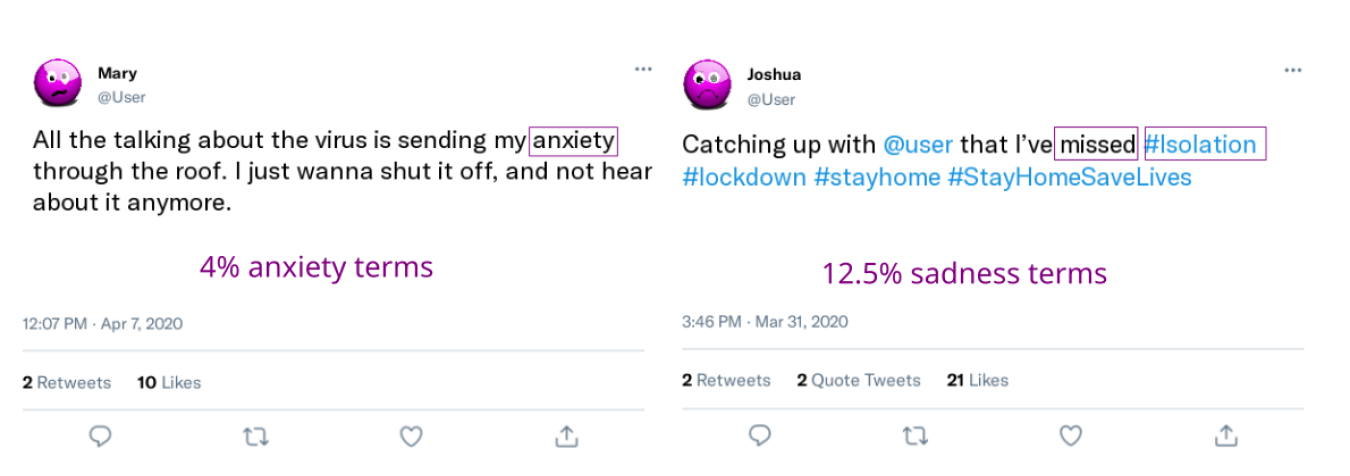 Mary
@User
All the talking about the virus is sending my anxiety
through the roof. I just wanna shut it off, and not hear
about it anymore.
4% anxiety terms
12:07 PM · Apr 7, 2020
2 Retweets 10 Likes
Joshua
@User
Catching up with @user that I’ve missed #Isolation
#lockdown #stayhome #StayHomeSaveLives
12.5% sadness terms
3:46 PM · Mar 31, 2020
2 Retweets 2 Quote Tweets 21 Likes